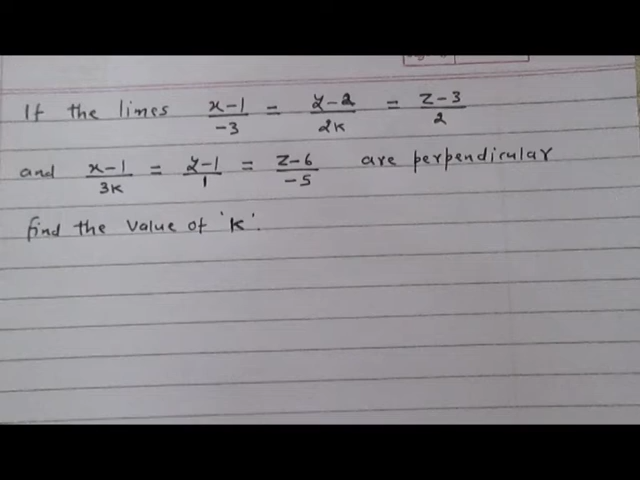 If the lines x-1/-3 = y-2/2k = z-3/2
and x-1/3k = y-1/1 = z-6/-5 are perpendicular
find the value of 'k'.